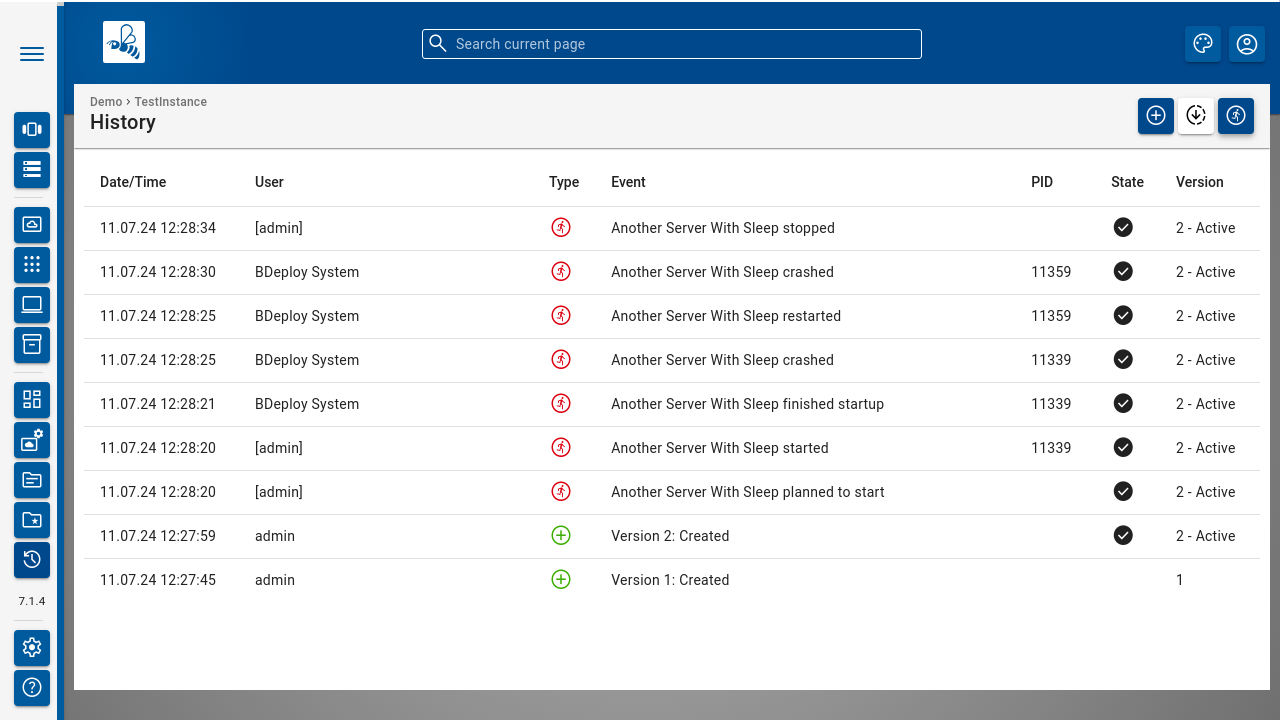 Search current page
Demo › TestInstance
History
Date/Time User Type Event PID State Version
11.07.24 12:28:34 [admin] Another Server With Sleep stopped 2 - Active
11.07.24 12:28:30 BDeploy System Another Server With Sleep crashed 11359 2 - Active
11.07.24 12:28:25 BDeploy System Another Server With Sleep restarted 11359 2 - Active
11.07.24 12:28:25 BDeploy System Another Server With Sleep crashed 11339 2 - Active
11.07.24 12:28:21 BDeploy System Another Server With Sleep finished startup 11339 2 - Active
11.07.24 12:28:20 [admin] Another Server With Sleep started 11339 2 - Active
11.07.24 12:28:20 [admin] Another Server With Sleep planned to start 2 - Active
11.07.24 12:27:59 admin Version 2: Created 2 - Active
11.07.24 12:27:45 admin Version 1: Created 1
7.1.4